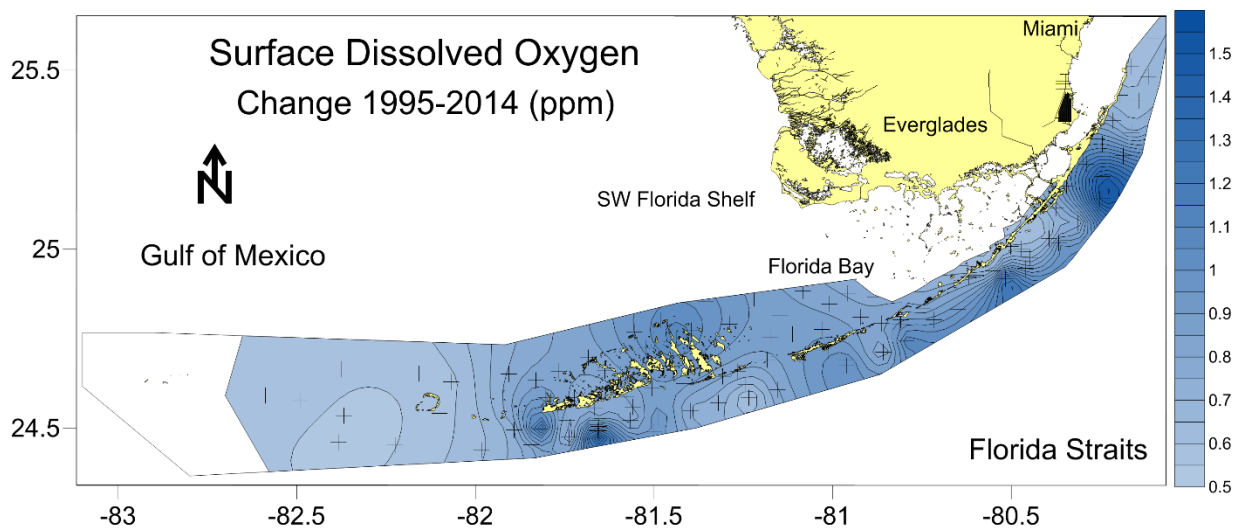 Surface Dissolved Oxygen
Change 1995-2014 (ppm)
N
Gulf of Mexico
Miami
Everglades
SW Florida Shelf
Florida Bay
Florida Straits
25.5
25
24.5
-83
-82.5
-82
-81.5
-81
-80.5
1.5
1.4
1.3
1.2
1.1
1
0.9
0.8
0.7
0.6
0.5